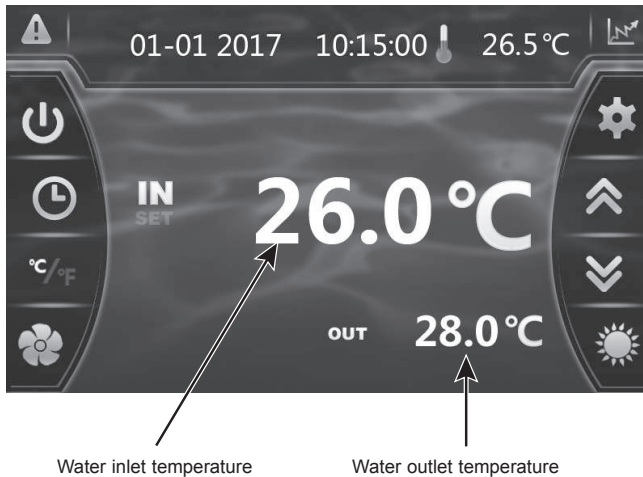 01-01 2017 10:15:00 26.5°C
IN 26.0°C
SET
°C/°F
OUT 28.0°C
Water inlet temperature Water outlet temperature